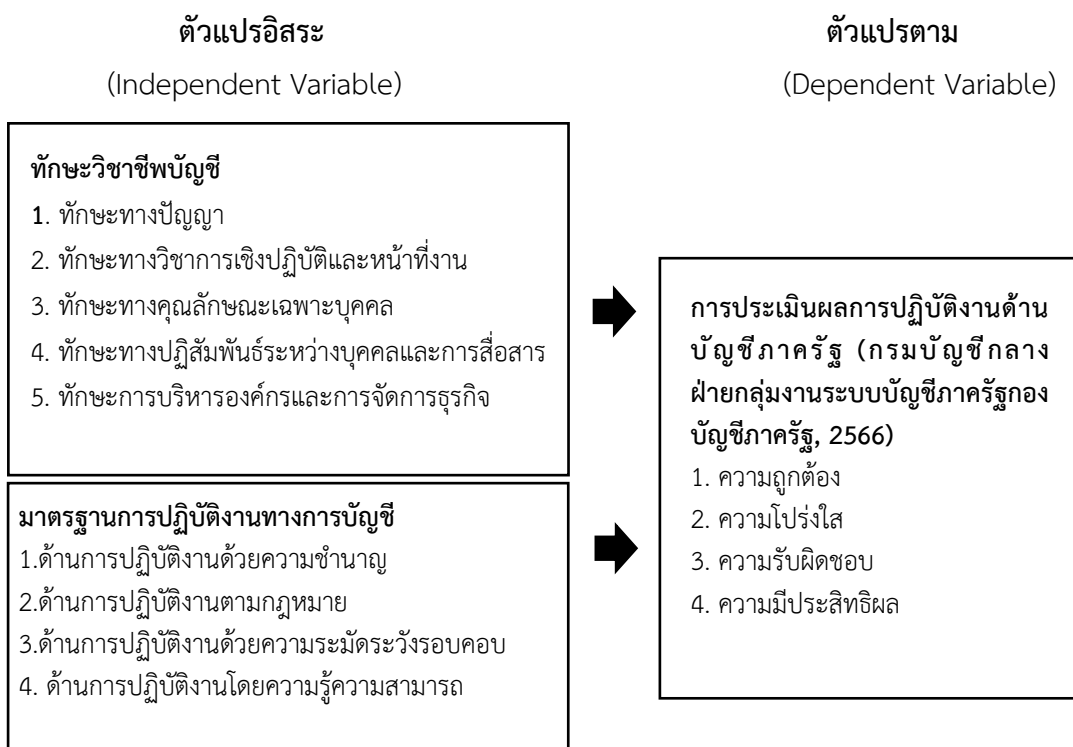 ตัวแปรอิสระ
(Independent Variable)
ทักษะวิชาชีพบัญชี
1. ทักษะทางปัญญา
2. ทักษะทางวิชาการเชิงปฏิบัติและหน้าที่งาน
3. ทักษะทางคุณลักษณะเฉพาะบุคคล
4. ทักษะทางปฏิสัมพันธ์ระหว่างบุคคลและการสื่อสาร
5. ทักษะการบริหารองค์กรและการจัดการธุรกิจ
มาตรฐานการปฏิบัติงานทางการบัญชี
1.ด้านการปฏิบัติงานด้วยความชำนาญ
2.ด้านการปฏิบัติงานตามกฎหมาย
3.ด้านการปฏิบัติงานด้วยความระมัดระวังรอบคอบ
4. ด้านการปฏิบัติงานโดยความรู้ความสามารถ
ตัวแปรตาม
(Dependent Variable)
การประเมินผลการปฏิบัติงานด้าน
บัญชีภาครัฐ (กรมบัญชีกลาง
ฝ่ายกลุ่มงานระบบบัญชีภาครัฐกอง
บัญชีภาครัฐ, 2566)
1. ความถูกต้อง
2. ความโปร่งใส
3. ความรับผิดชอบ
4. ความมีประสิทธิผล